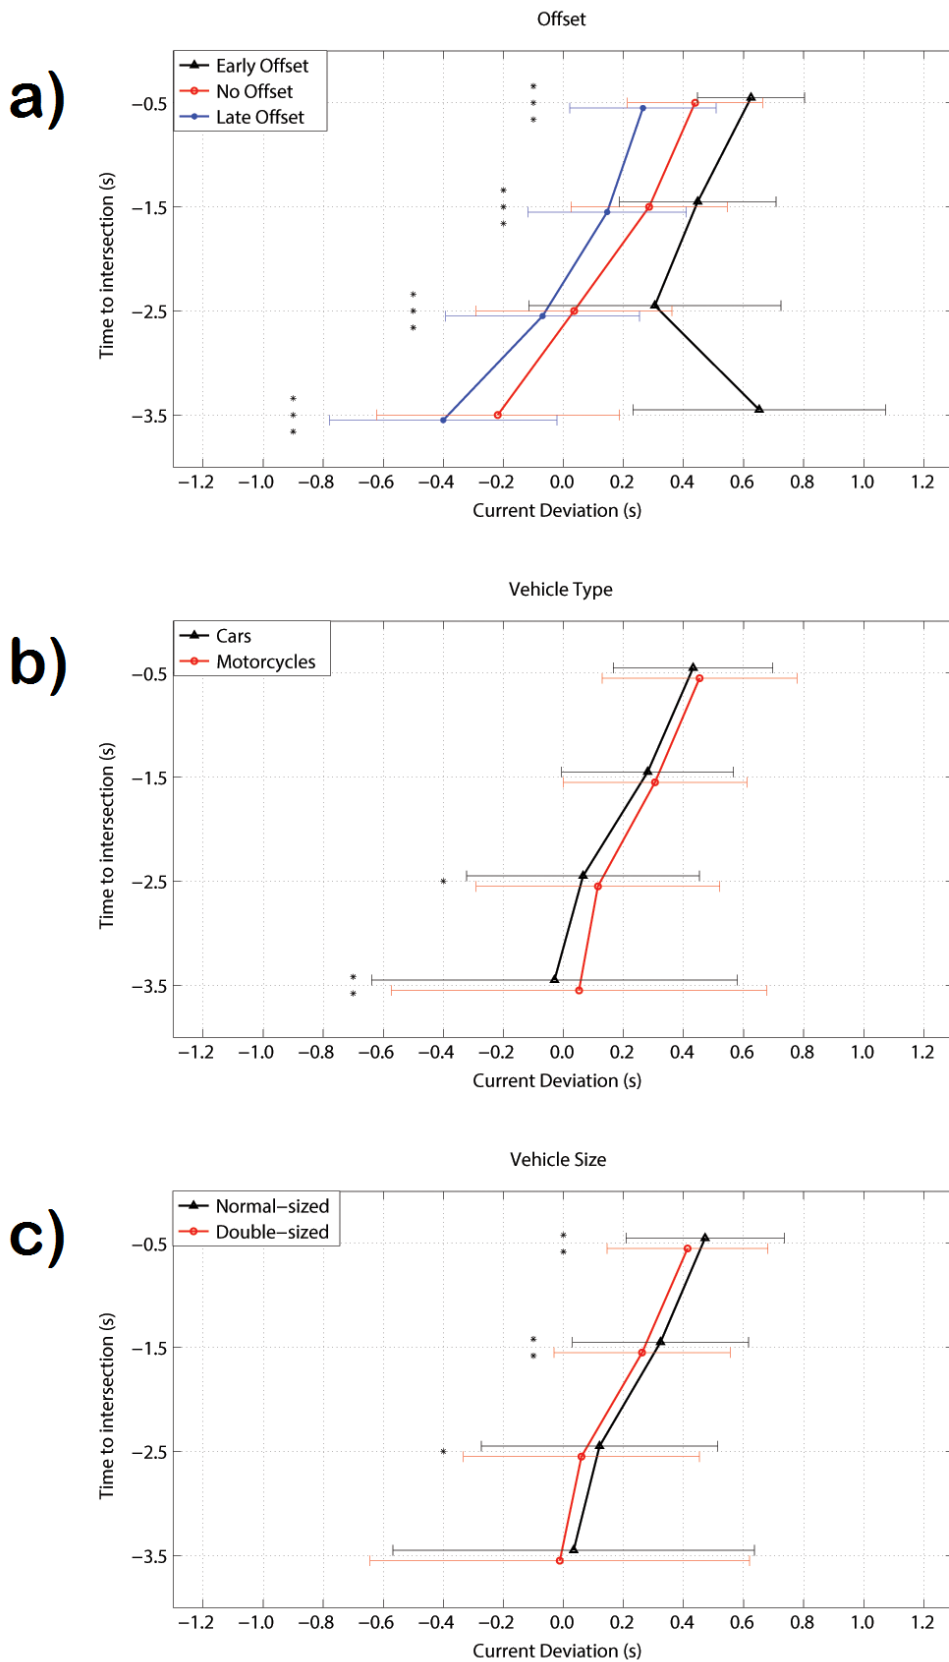 Offset
a)
Early Offset
No Offset
Late Offset
Time to intersection (s)
−0.5
−1.5
−2.5
−3.5
* * *
* * *
* * *
* * *
−1.2 −1.0 −0.8 −0.6 −0.4 −0.2 0.0 0.2 0.4 0.6 0.8 1.0 1.2
Current Deviation (s)
Vehicle Type
b)
Cars
Motorcycles
Time to intersection (s)
−0.5
−1.5
−2.5
−3.5
*
* *
−1.2 −1.0 −0.8 −0.6 −0.4 −0.2 0.0 0.2 0.4 0.6 0.8 1.0 1.2
Current Deviation (s)
Vehicle Size
c)
Normal−sized
Double−sized
Time to intersection (s)
−0.5
−1.5
−2.5
−3.5
* *
* *
*
−1.2 −1.0 −0.8 −0.6 −0.4 −0.2 0.0 0.2 0.4 0.6 0.8 1.0 1.2
Current Deviation (s)